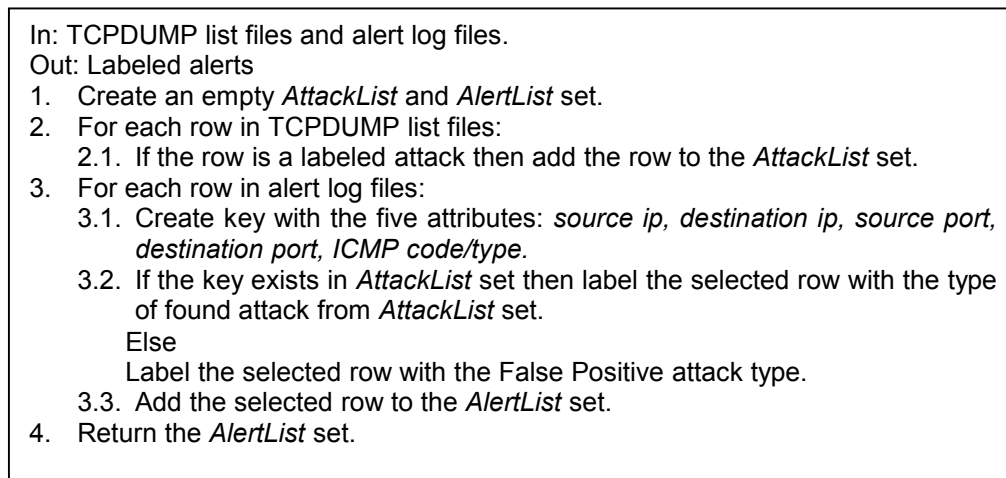 In: TCPDUMP list files and alert log files.
Out: Labeled alerts
1. Create an empty AttackList and AlertList set.
2. For each row in TCPDUMP list files:
2.1. If the row is a labeled attack then add the row to the AttackList set.
3. For each row in alert log files:
3.1. Create key with the five attributes: source ip, destination ip, source port,
destination port, ICMP code/type.
3.2. If the key exists in AttackList set then label the selected row with the type
of found attack from AttackList set.
Else
Label the selected row with the False Positive attack type.
3.3. Add the selected row to the AlertList set.
4. Return the AlertList set.